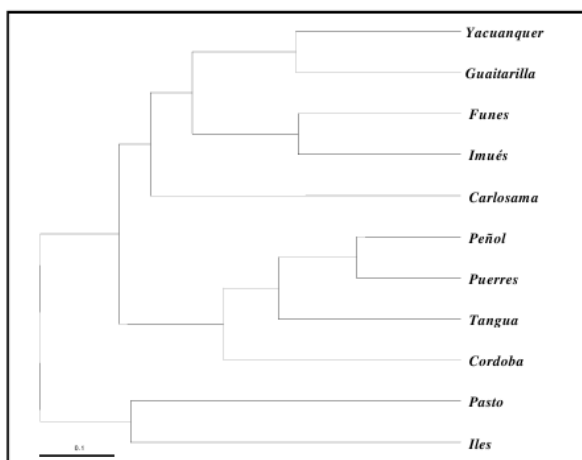 Yacuanquer
Guaitarilla
Funes
Imués
Carlosama
Peñol
Puerres
Tangua
Cordoba
Pasto
Iles
0.1